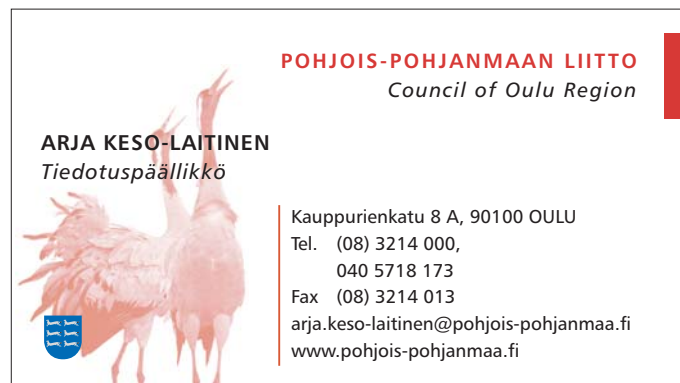 POHJOIS-POHJANMAAN LIITTO
Council of Oulu Region
ARJA KESO-LAITINEN
Tiedotuspäällikkö
Kauppurienkatu 8 A, 90100 OULU
Tel. (08) 3214 000,
040 5718 173
Fax (08) 3214 013
arja.keso-laitinen@pohjois-pohjanmaa.fi
www.pohjois-pohjanmaa.fi